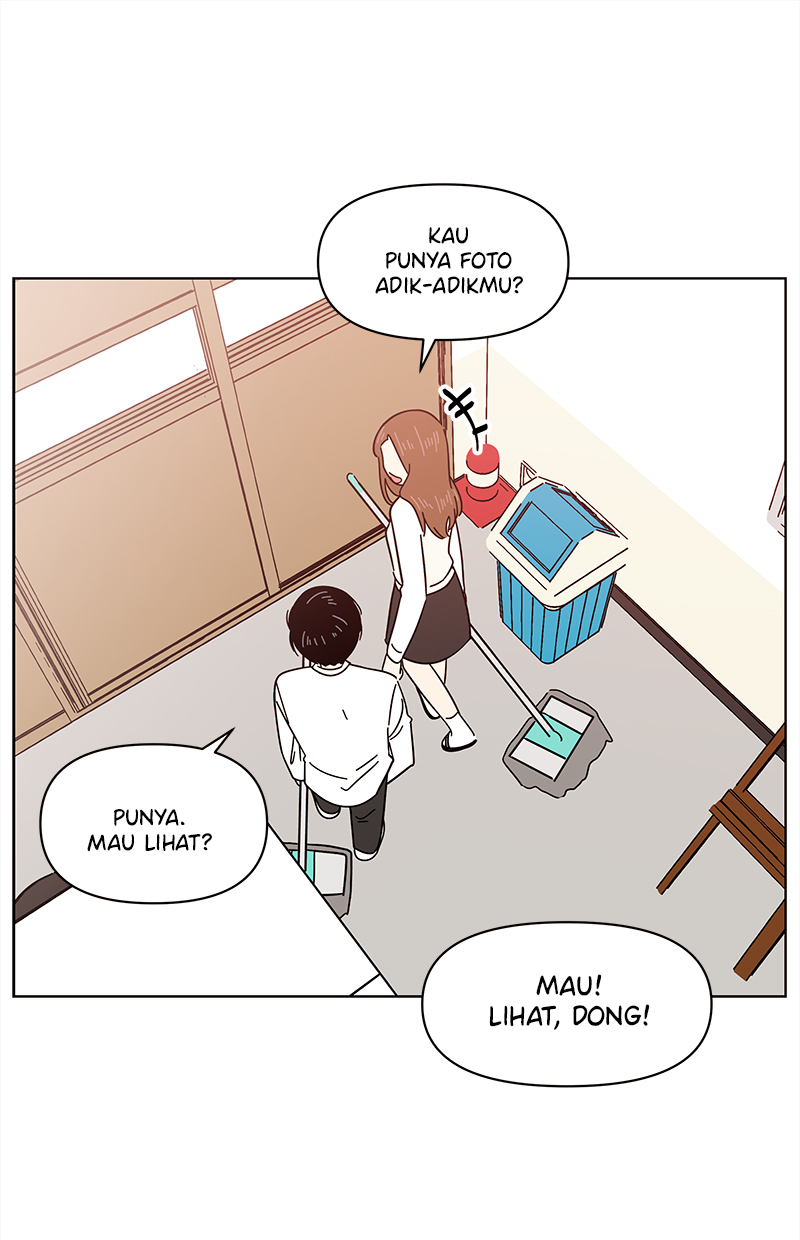 KAU
PUNYA FOTO
ADIK-ADIKMU?
PUNYA.
MAU LIHAT?
MAU!
LIHAT, DONG!